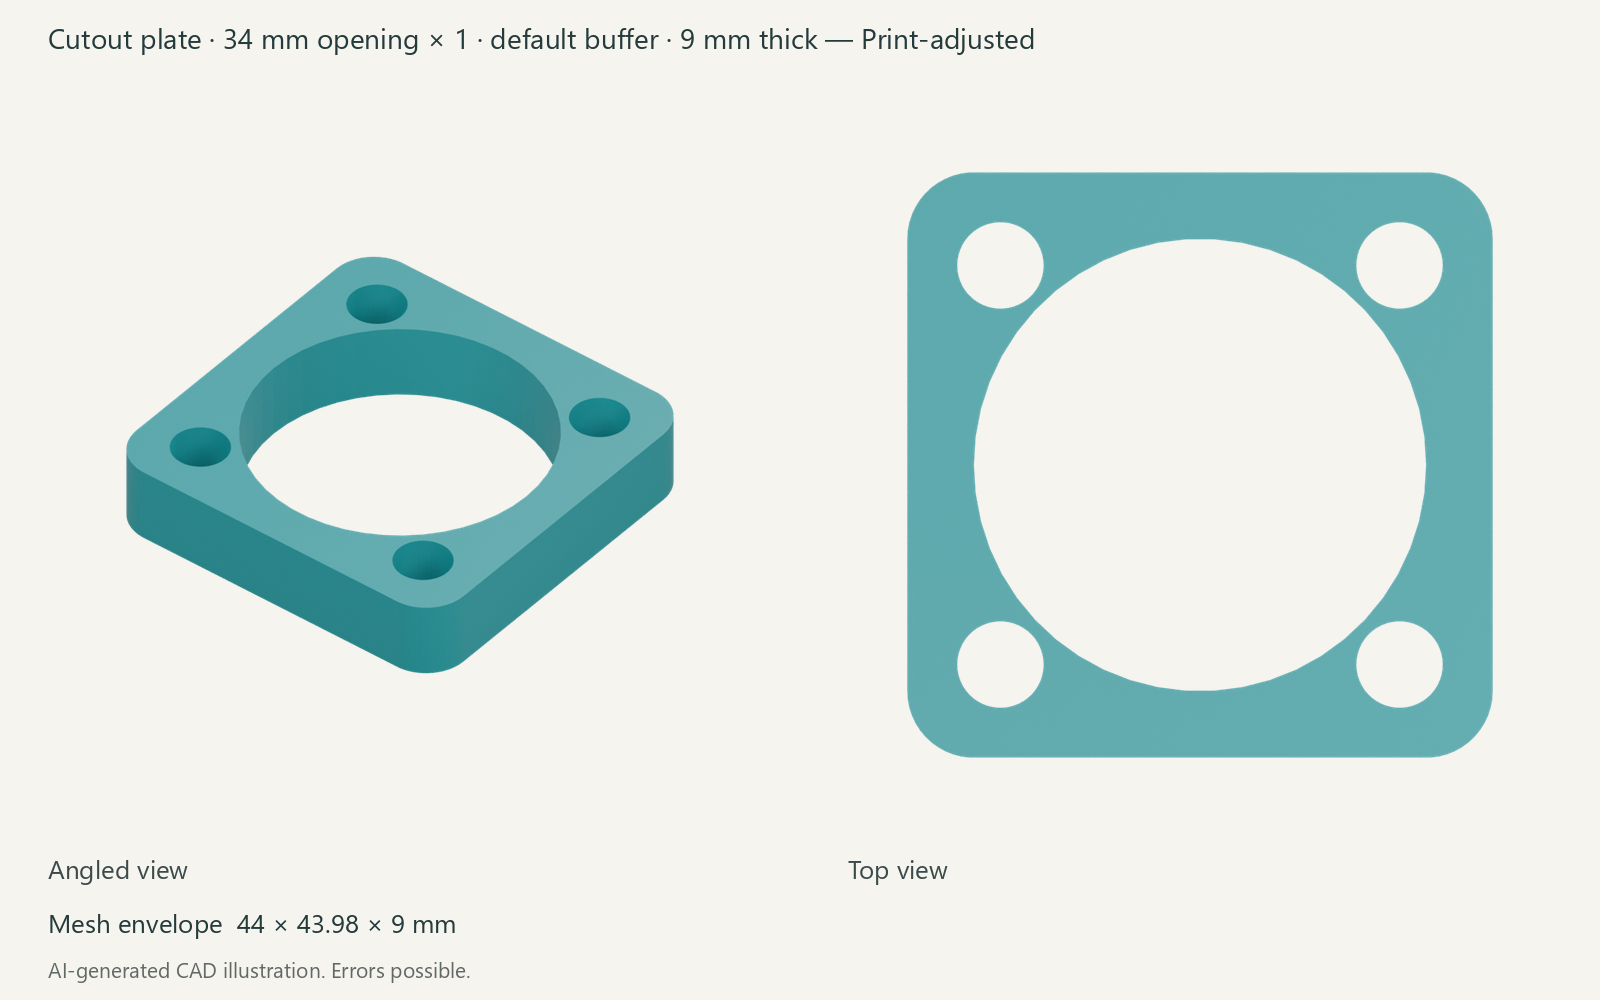 Cutout plate · 34 mm opening × 1 · default buffer · 9 mm thick — Print-adjusted
Angled view
Top view
Mesh envelope 44 × 43.98 × 9 mm
AI-generated CAD illustration. Errors possible.